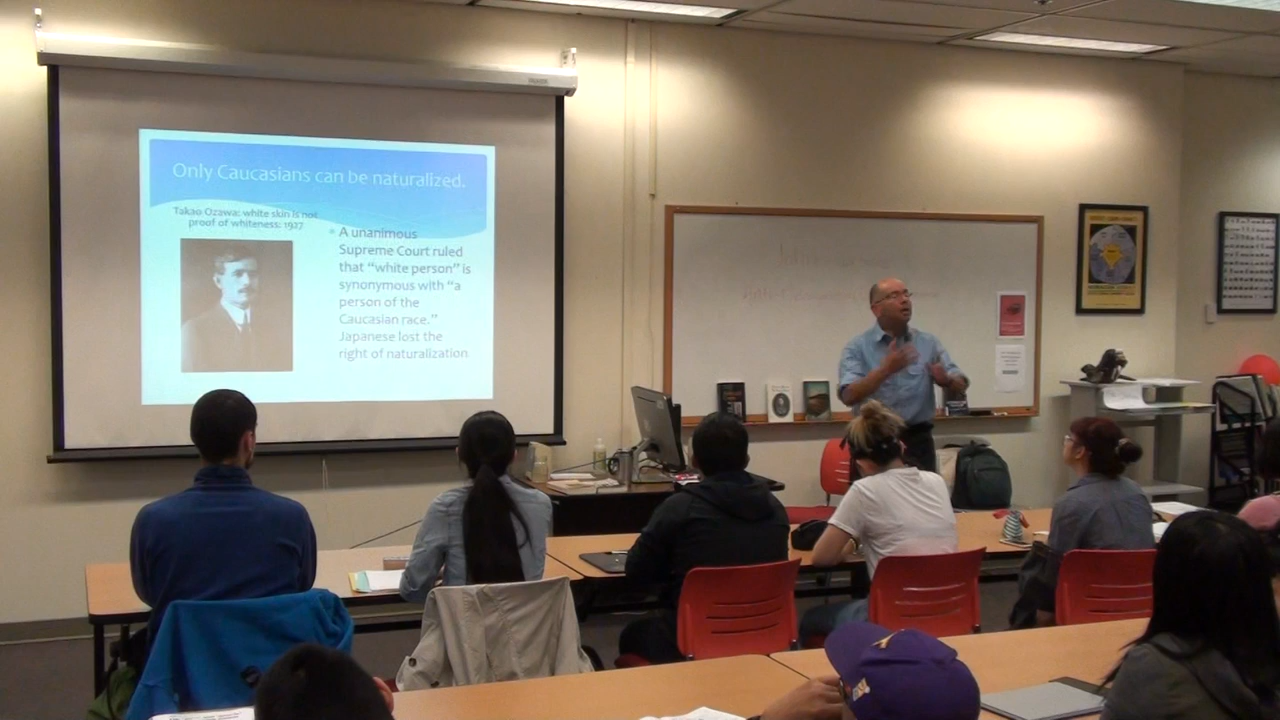 Only Caucasians can be naturalized.
Takao Ozawa: white skin is not
proof of whiteness: 1927
A unanimous
Supreme Court ruled
that “white person” is
synonymous with “a
person of the
Caucasian race.”
Japanese lost the
right of naturalization